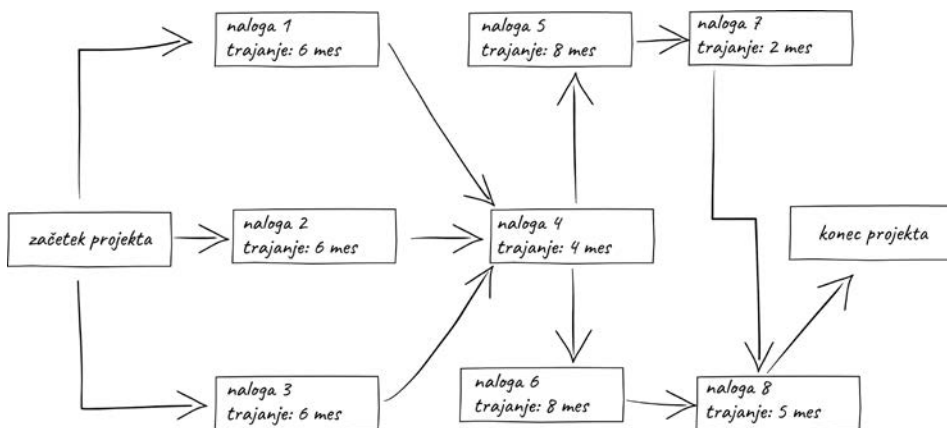 naloga 1
trajanje: 6 mes
naloga 5
trajanje: 8 mes
naloga 7
trajanje: 2 mes
začetek projekta
naloga 2
trajanje: 6 mes
naloga 4
trajanje: 4 mes
konec projekta
naloga 3
trajanje: 6 mes
naloga 6
trajanje: 8 mes
naloga 8
trajanje: 5 mes